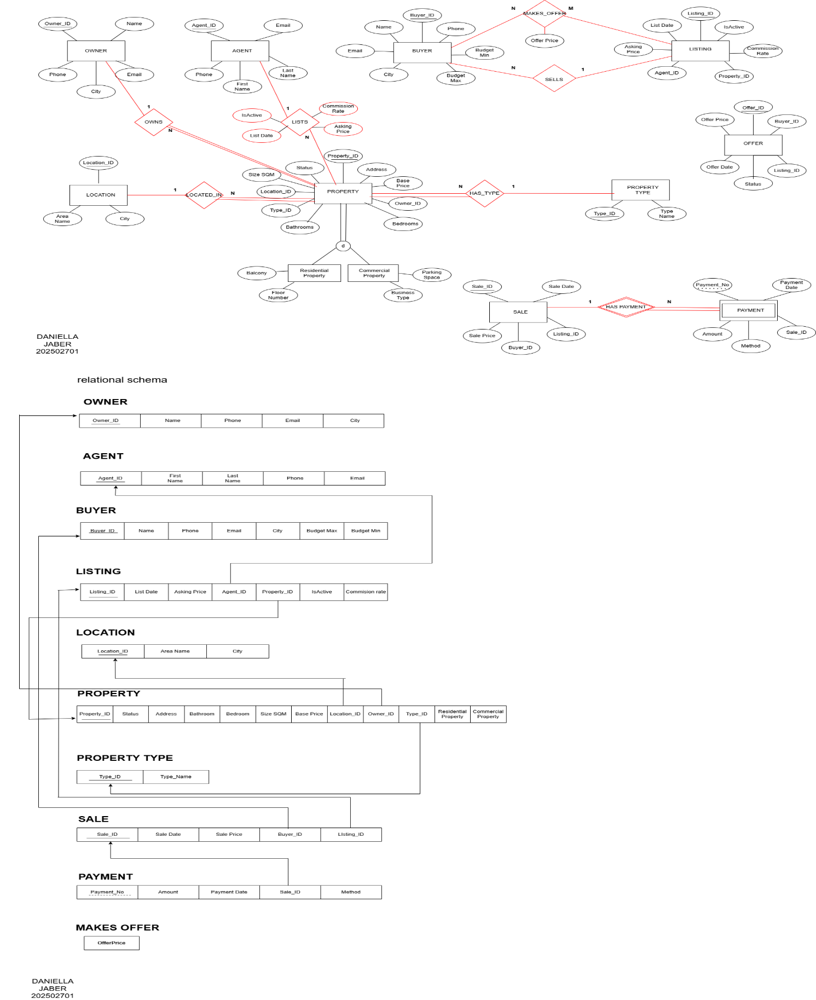 MAKES_OFFER
N
M
Owner_ID
Name
OWNER
Phone
Email
City
Agent_ID
Email
AGENT
Phone
First
Name
Last
Name
Buyer_ID
Name
Phone
Email
BUYER
Budget
Min
City
Budget
Max
Offer Price
N
SELLS
1
Listing_ID
List Date
IsActive
Asking
Price
LISTING
Commission
Rate
Agent_ID
Property_ID
1
OWNS
N
1
IsActive
Commission
Rate
LISTS
List Date
Asking
Price
N
Offer_ID
Offer Price
Buyer_ID
OFFER
Offer Date
Listing_ID
Status
Location_ID
LOCATION
Area
Name
City
1
LOCATED_IN
N
Property_ID
Status
Address
Size SQM
Base
Price
Location_ID
PROPERTY
Type_ID
Owner_ID
Bathrooms
Bedrooms
N
HAS_TYPE
1
PROPERTY
TYPE
Type_ID
Type
Name
d
Balcony
Residential
Property
Commercial
Property
Parking
Space
Floor
Number
Business
Type
Sale_ID
Sale Date
SALE
Sale Price
Listing_ID
Buyer_ID
1
HAS PAYMENT
N
Payment_No
Payment
Date
PAYMENT
Amount
Sale_ID
Method
DANIELLA
JABER
202502701
relational schema
OWNER
Owner_ID Name Phone Email City
AGENT
Agent_ID First
Name Last
Name Phone Email
BUYER
Buyer_ID Name Phone Email City Budget Max Budget Min
LISTING
Listing_ID List Date Asking Price Agent_ID Property_ID IsActive Commision rate
LOCATION
Location_ID Area Name City
PROPERTY
Property_ID Status Address Bathroom Bedroom Size SQM Base Price Location_ID Owner_ID Type_ID Residential
Property Commercial
Property
PROPERTY TYPE
Type_ID Type_Name
SALE
Sale_ID Sale Date Sale Price Buyer_ID LIsting_ID
PAYMENT
Payment_No Amount Payment Date Sale_ID Method
MAKES OFFER
OfferPrice
DANIELLA
JABER
202502701